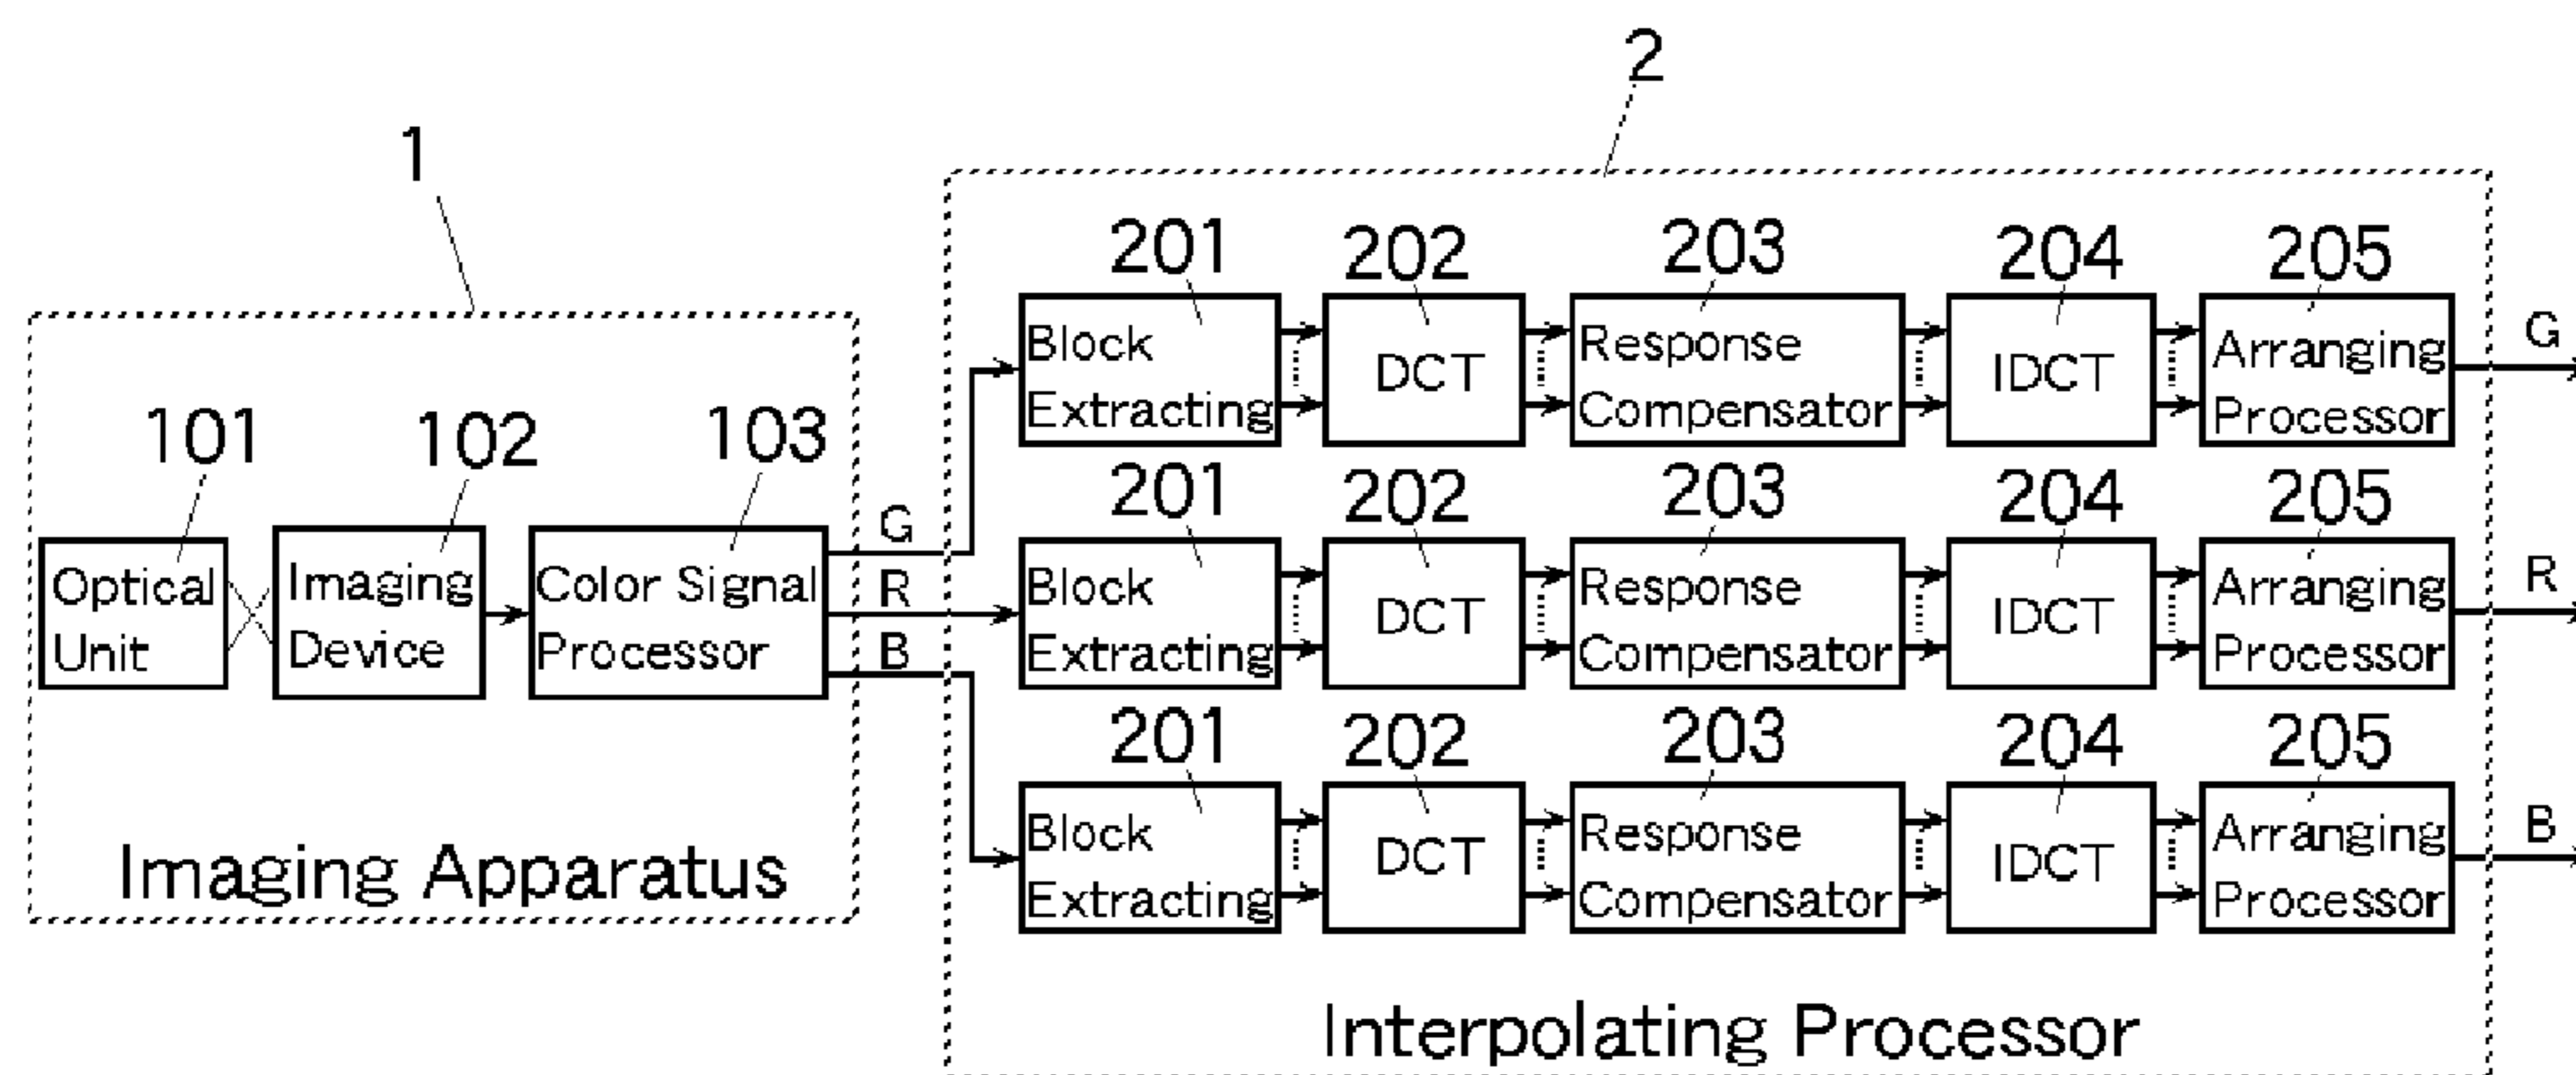 2
1
201 202 203 204 205
Block Extracting
DCT
Response Compensator
IDCT
Arranging Processor
G
101 102 103
Optical Unit
Imaging Device
Color Signal Processor
G
R
B
201 202 203 204 205
Block Extracting
DCT
Response Compensator
IDCT
Arranging Processor
R
201 202 203 204 205
Block Extracting
DCT
Response Compensator
IDCT
Arranging Processor
B
Imaging Apparatus
Interpolating Processor